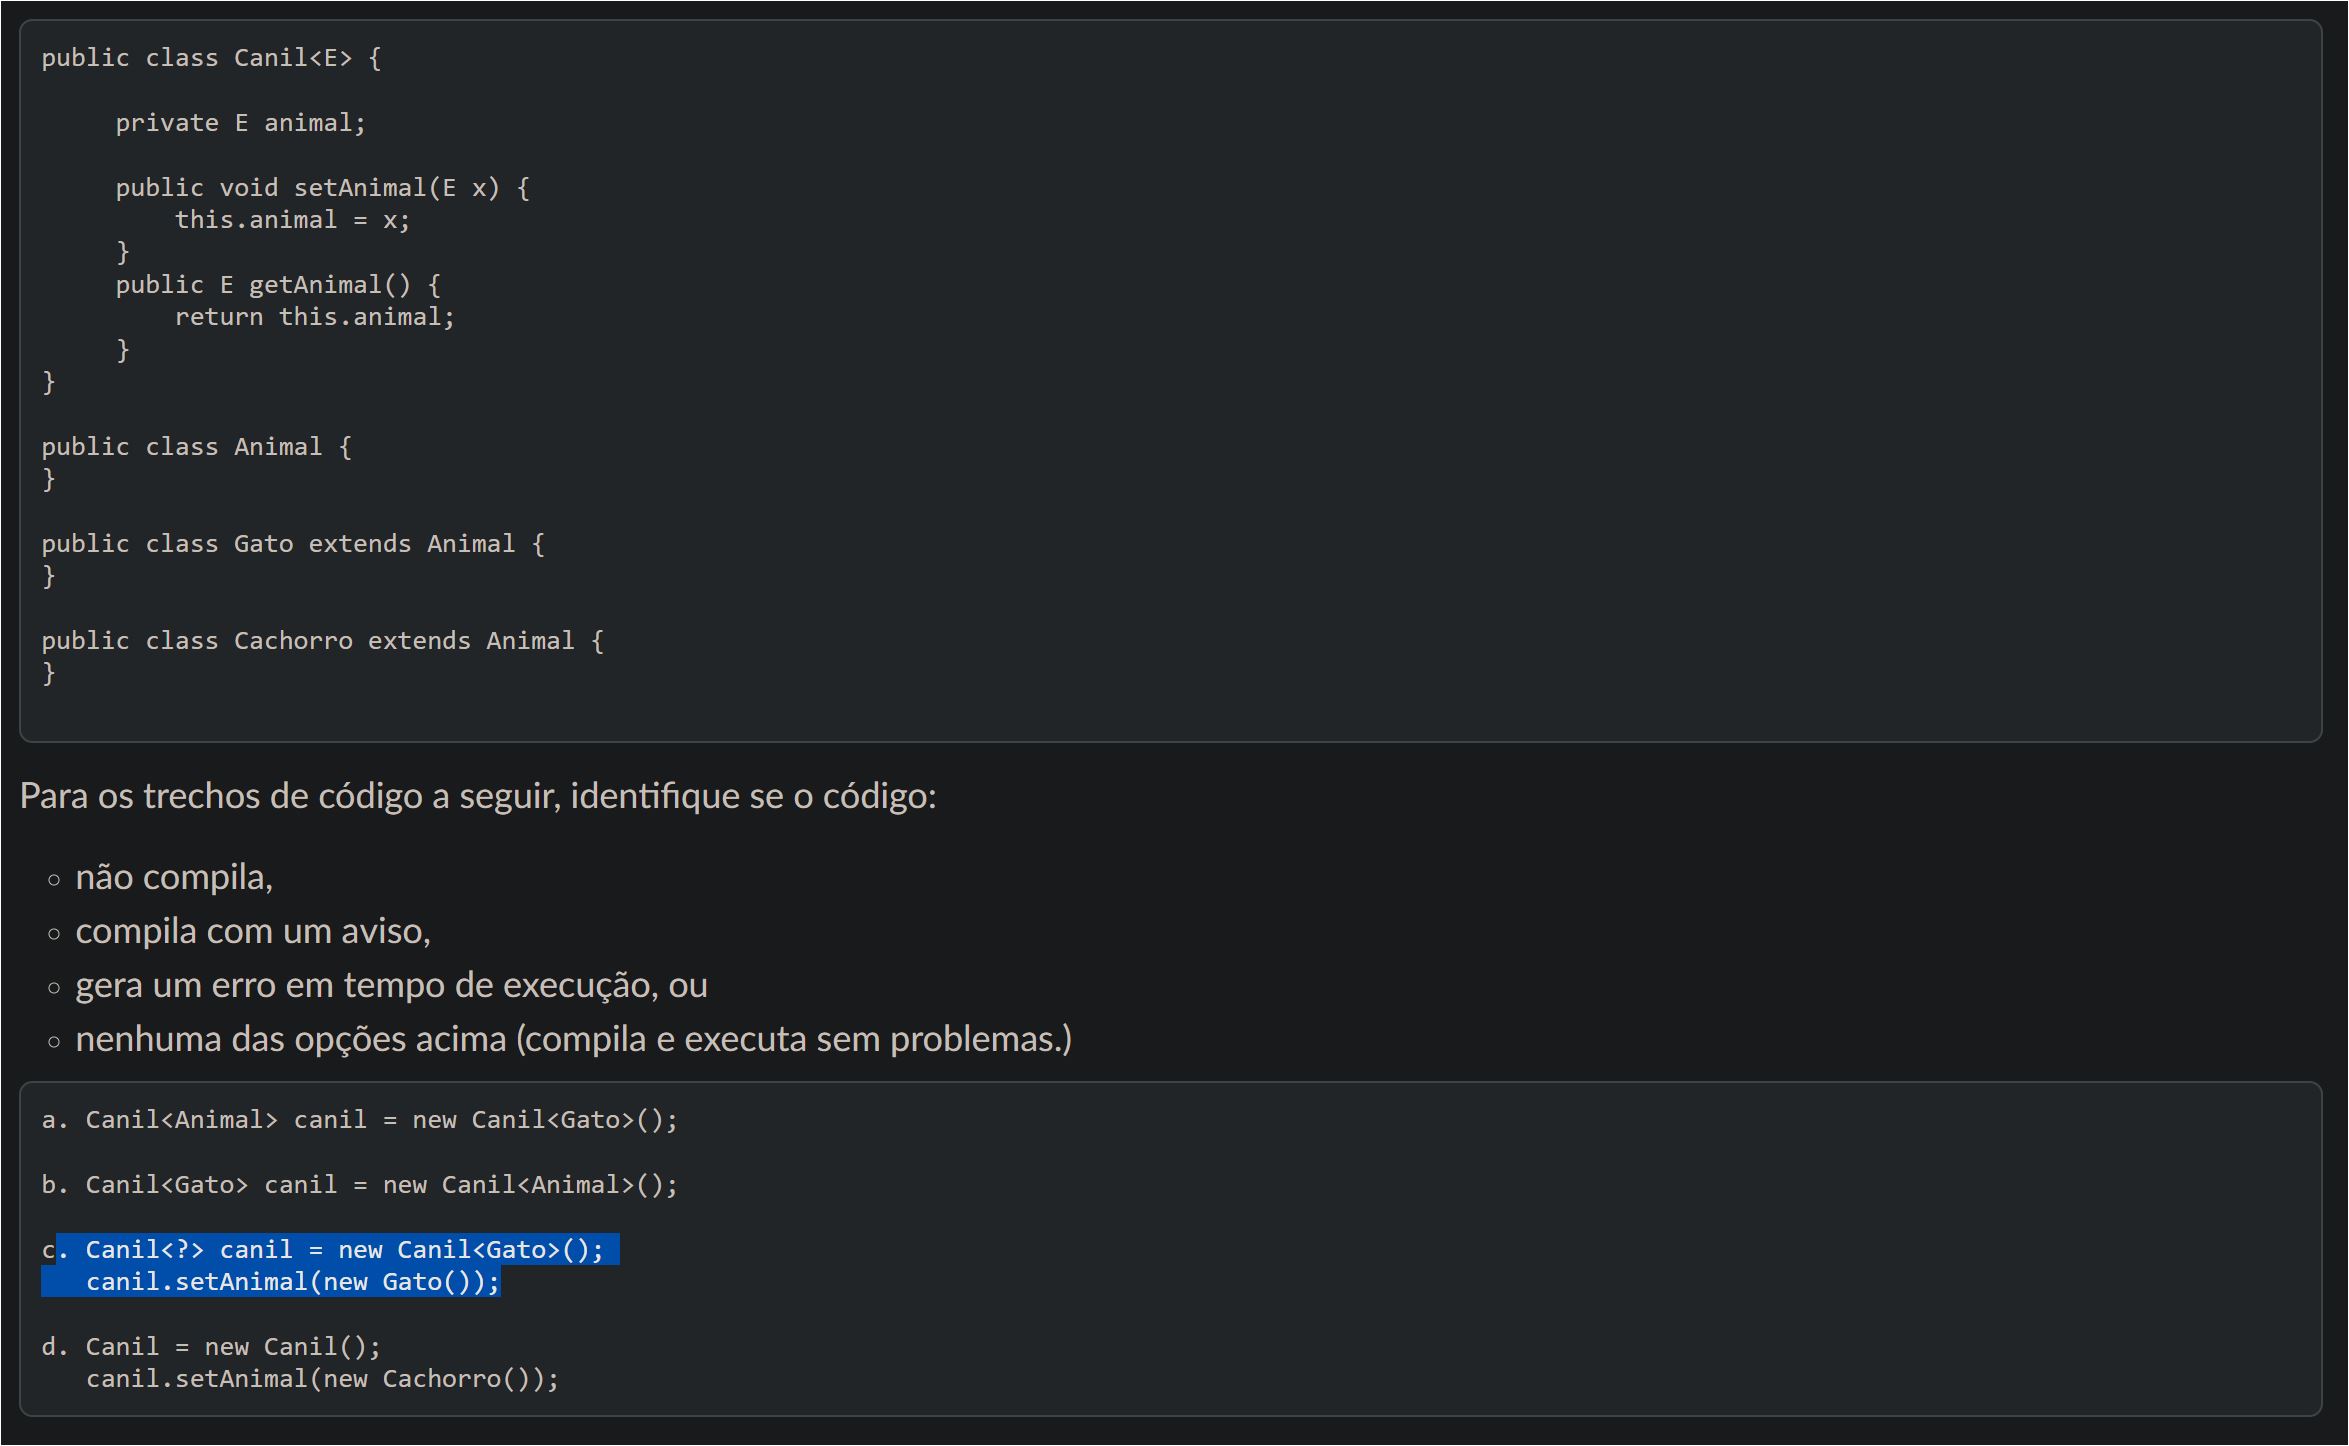 public class Canil<E> {
private E animal;
public void setAnimal(E x) {
this.animal = x;
}
public E getAnimal() {
return this.animal;
}
}
public class Animal {
}
public class Gato extends Animal {
}
public class Cachorro extends Animal {
}
Para os trechos de código a seguir, identifique se o código:
◦ não compila,
◦ compila com um aviso,
◦ gera um erro em tempo de execução, ou
◦ nenhuma das opções acima (compila e executa sem problemas.)
a. Canil<Animal> canil = new Canil<Gato>();
b. Canil<Gato> canil = new Canil<Animal>();
c. Canil<?> canil = new Canil<Gato>();
canil.setAnimal(new Gato());
d. Canil = new Canil();
canil.setAnimal(new Cachorro());